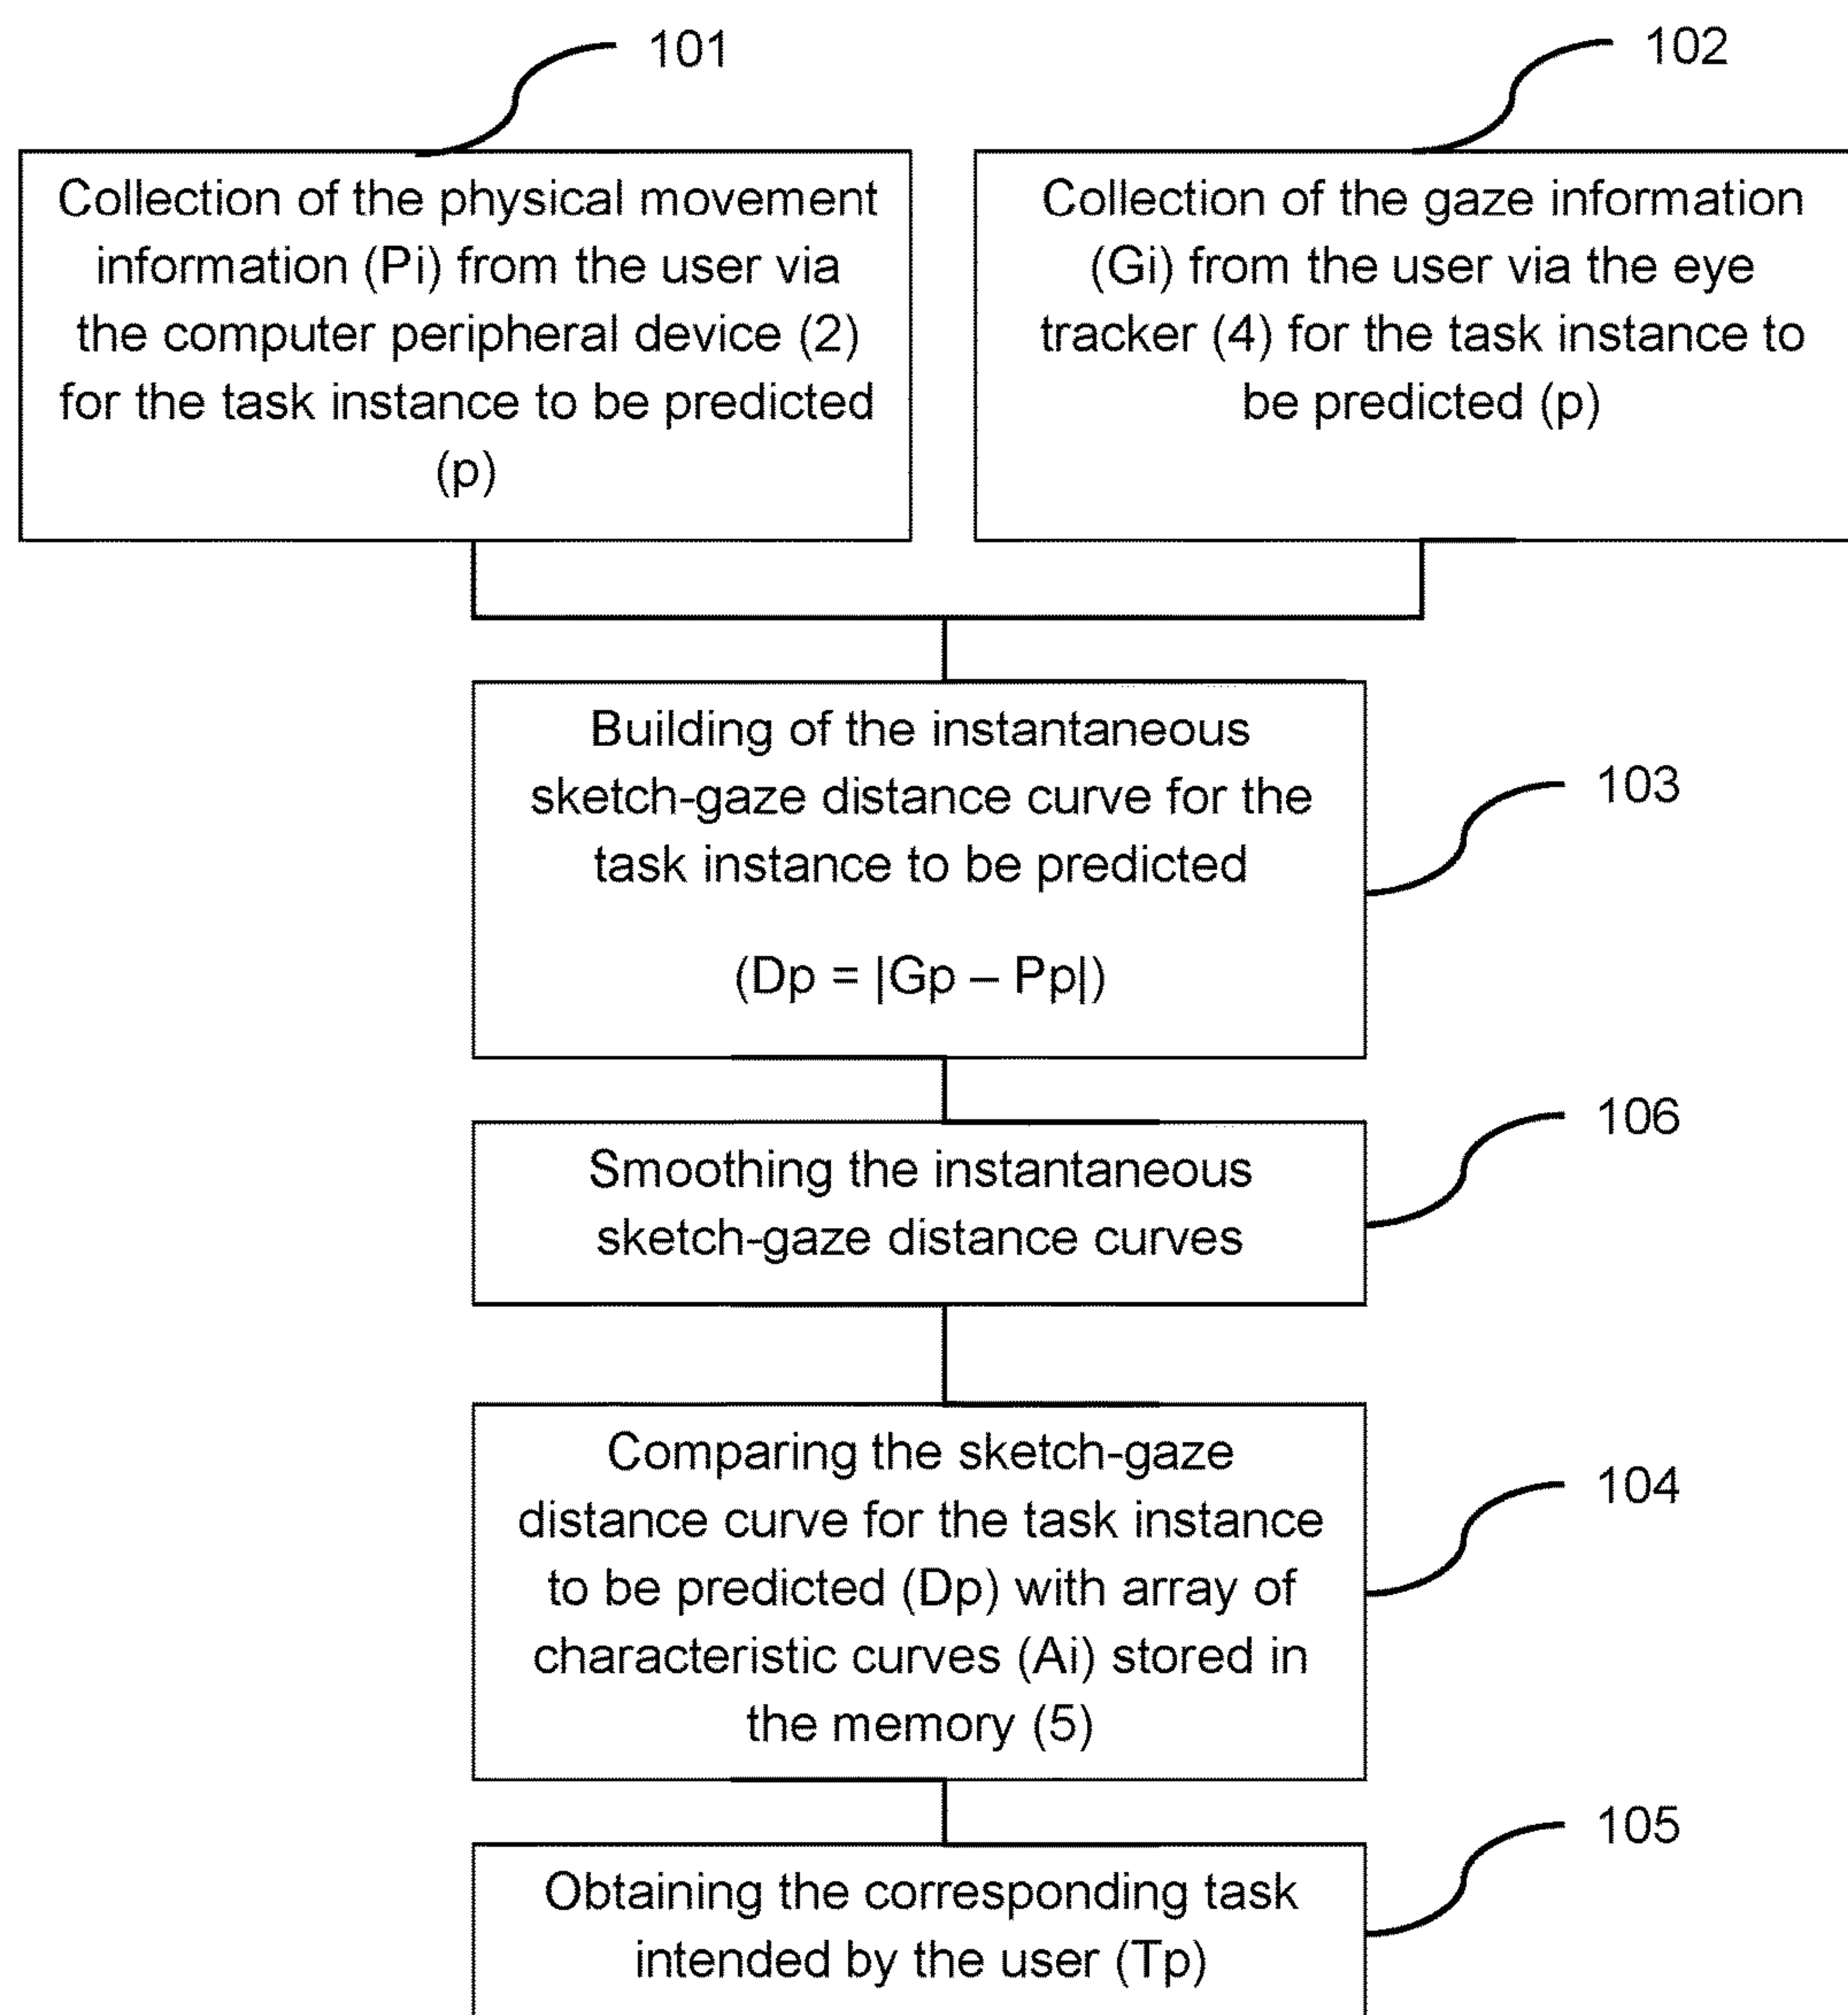 101
102
Collection of the physical movement
information (Pi) from the user via
the computer peripheral device (2)
for the task instance to be predicted
(p)
Collection of the gaze information
(Gi) from the user via the eye
tracker (4) for the task instance to
be predicted (p)
Building of the instantaneous
sketch-gaze distance curve for the
task instance to be predicted
(Dp = |Gp – Pp|)
103
Smoothing the instantaneous
sketch-gaze distance curves
106
Comparing the sketch-gaze
distance curve for the task instance
to be predicted (Dp) with array of
characteristic curves (Ai) stored in
the memory (5)
104
Obtaining the corresponding task
intended by the user (Tp)
105